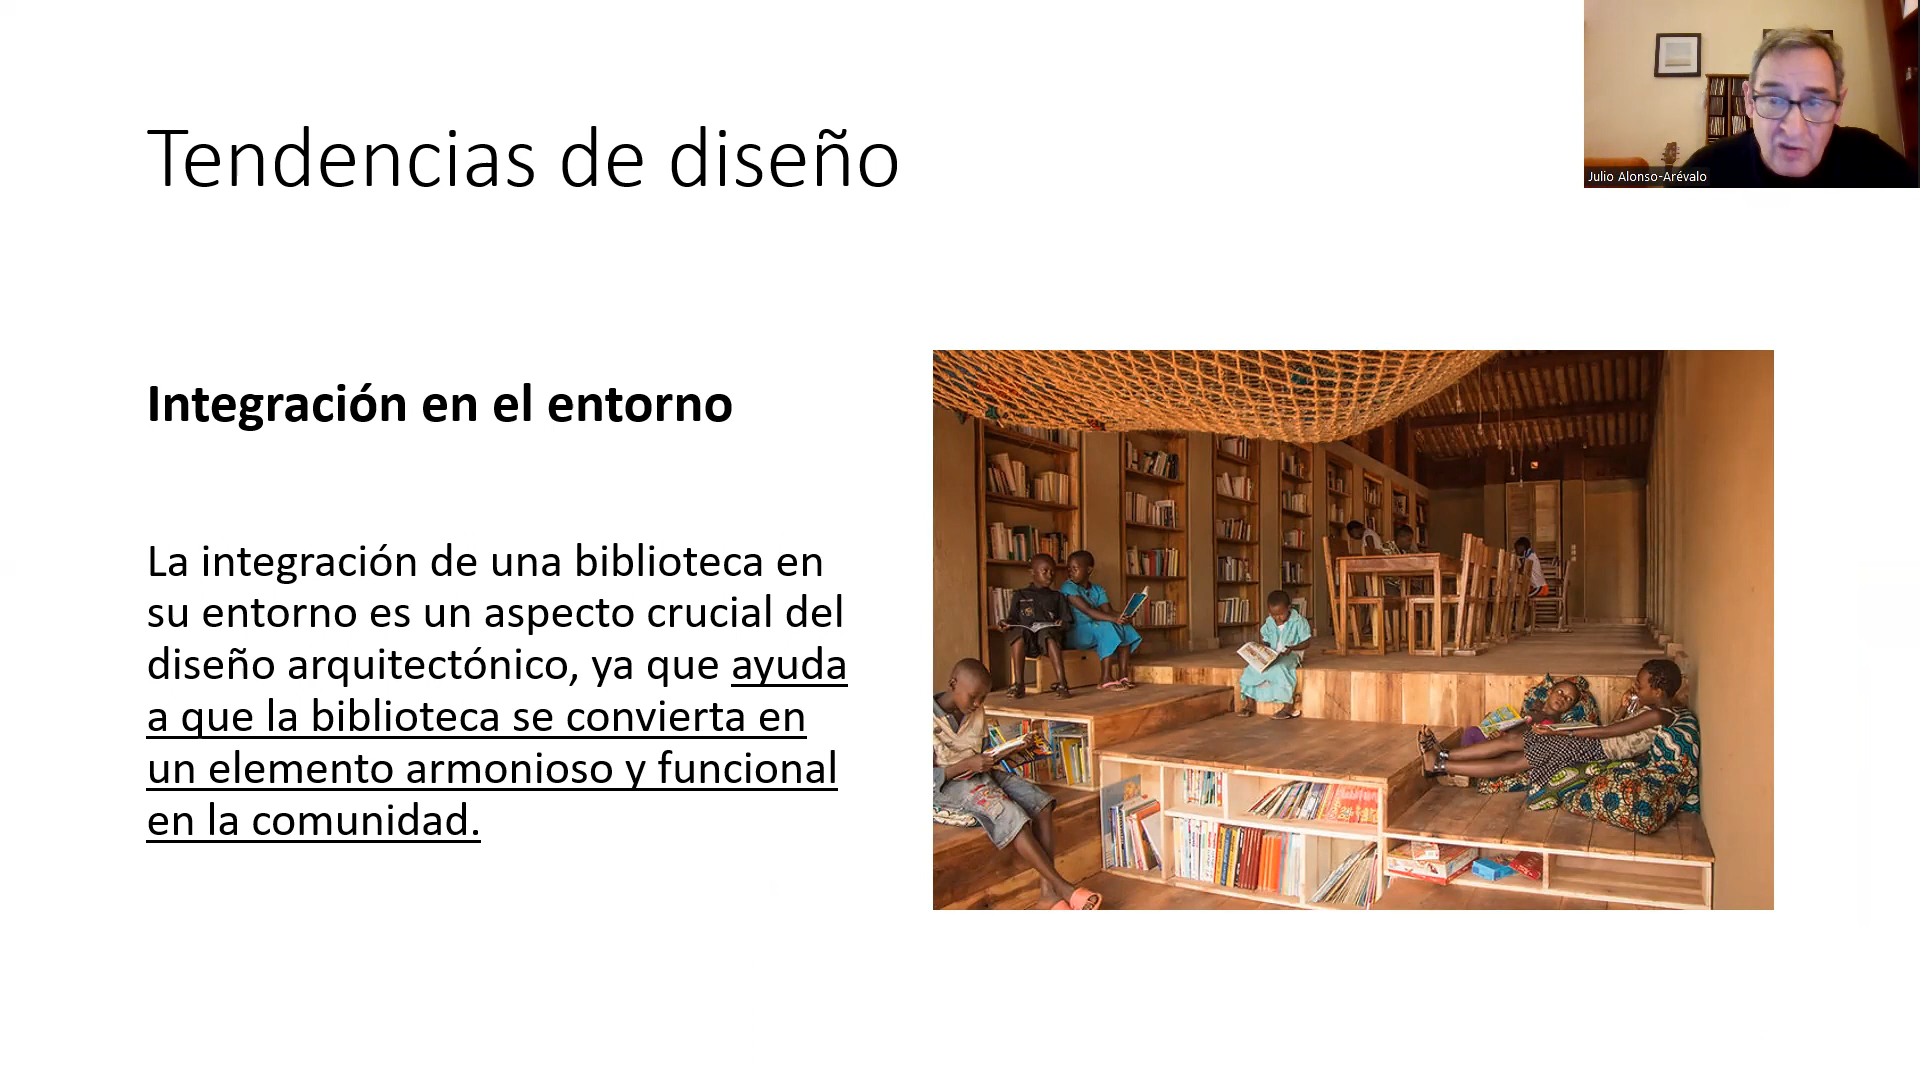 Tendencias de diseño
Julio Alonso-Arévalo
Integración en el entorno
La integración de una biblioteca en
su entorno es un aspecto crucial del
diseño arquitectónico, ya que ayuda
a que la biblioteca se convierta en
un elemento armonioso y funcional
en la comunidad.